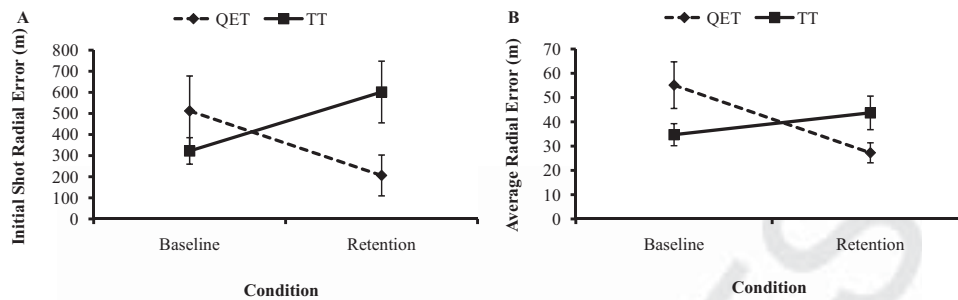 A
QET TT
Initial Shot Radial Error (m)
800
700
600
500
400
300
200
100
0
Baseline Retention
Condition
B
QET TT
Average Radial Error (m)
70
60
50
40
30
20
10
0
Baseline Retention
Condition